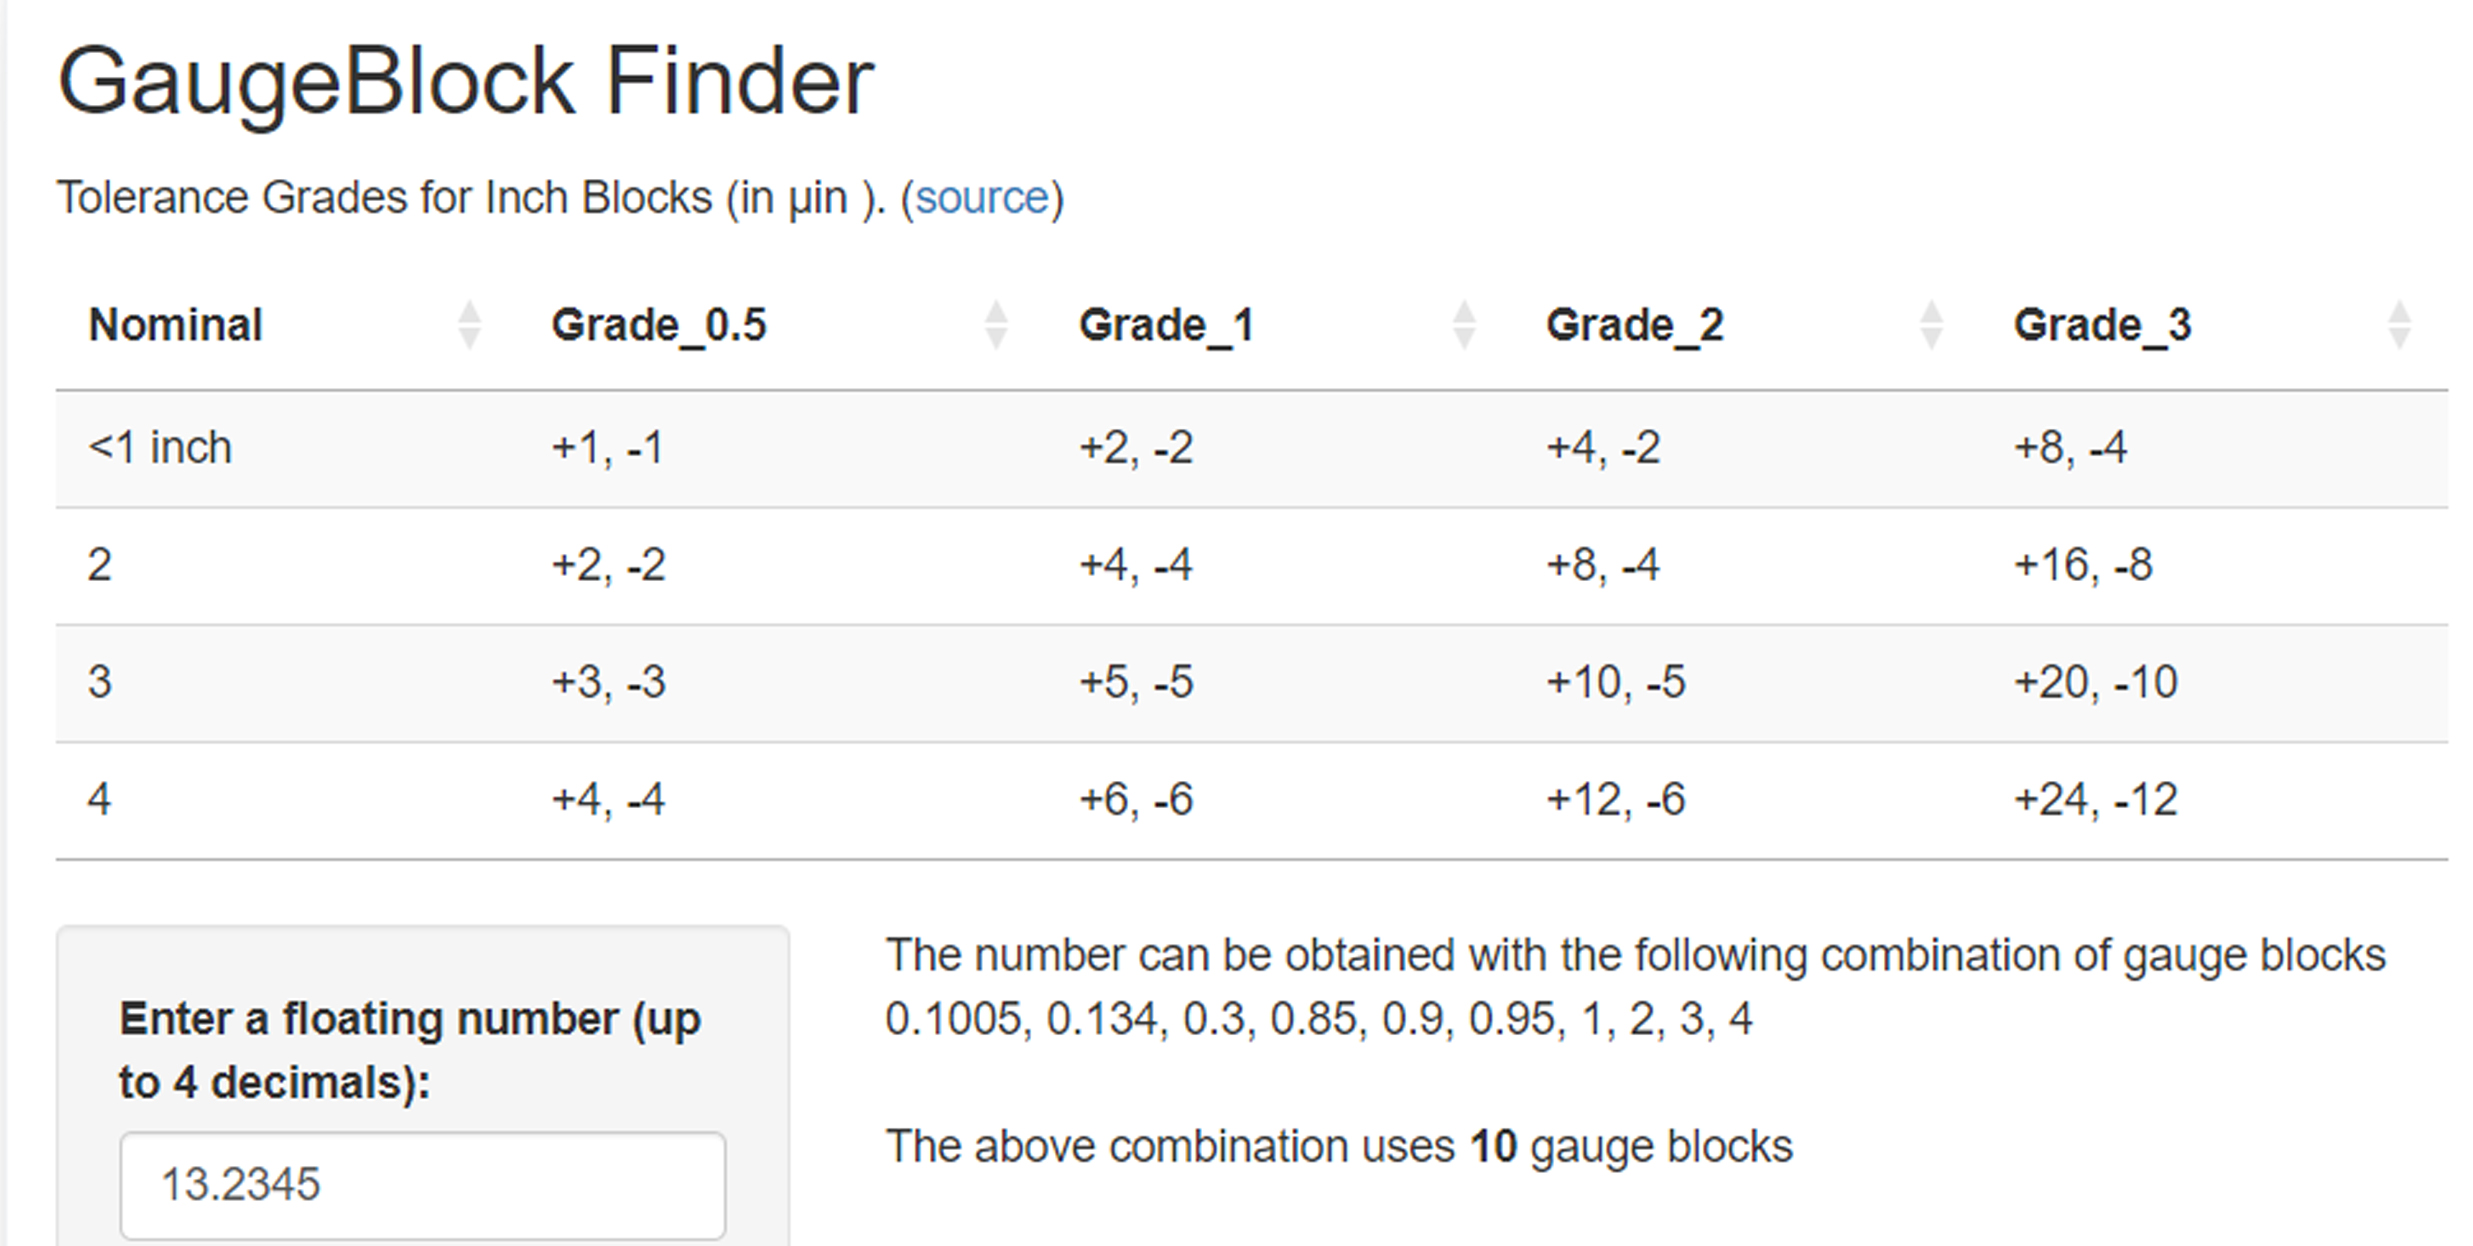 GaugeBlock Finder
Tolerance Grades for Inch Blocks (in µin ). (source)
Nominal Grade_0.5 Grade_1 Grade_2 Grade_3
<1 inch +1, -1 +2, -2 +4, -2 +8, -4
2 +2, -2 +4, -4 +8, -4 +16, -8
3 +3, -3 +5, -5 +10, -5 +20, -10
4 +4, -4 +6, -6 +12, -6 +24, -12
Enter a floating number (up
to 4 decimals):
13.2345
The number can be obtained with the following combination of gauge blocks
0.1005, 0.134, 0.3, 0.85, 0.9, 0.95, 1, 2, 3, 4
The above combination uses 10 gauge blocks